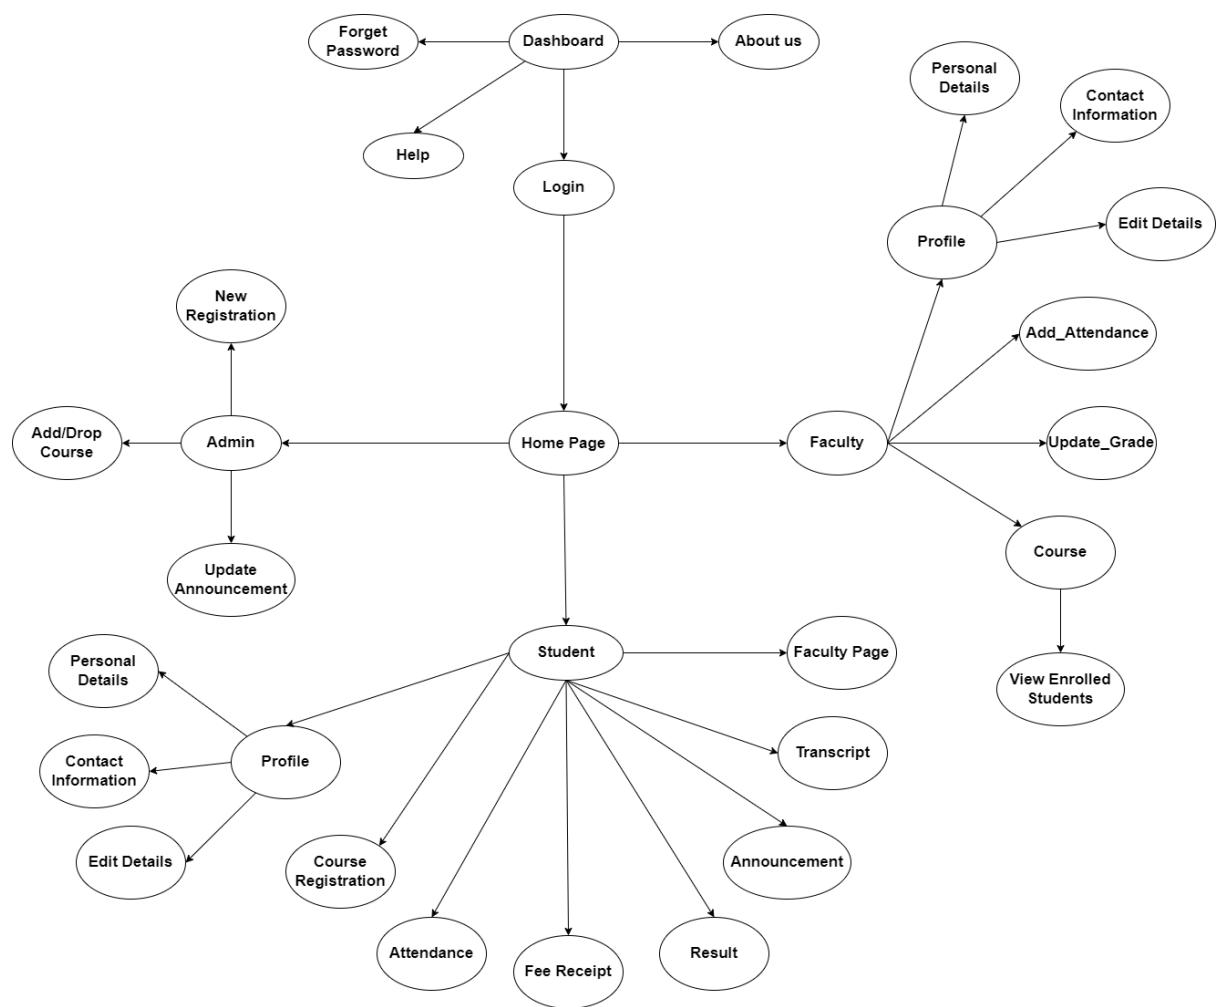 Forget
Password
Dashboard
About us
Personal
Details
Contact
Information
Help
Login
Profile
Edit Details
New
Registration
Add_Attendance
Add/Drop
Course
Admin
Home Page
Faculty
Update_Grade
Course
Update
Announcement
Student
Faculty Page
View Enrolled
Students
Personal
Details
Transcript
Profile
Contact
Information
Edit Details
Course
Registration
Announcement
Attendance
Fee Receipt
Result